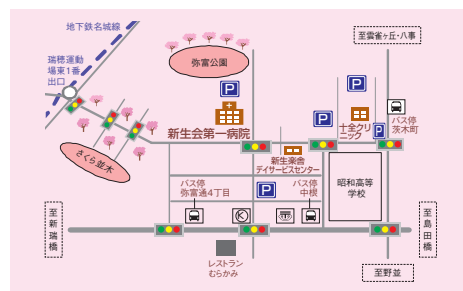 地下鉄名城線
瑞穂運動
場東1番
出口
弥富公園
至雲雀ヶ丘・八事
P
P
P
P
P
新生会第一病院
十全クリ
ニック
バス停
茨木町
さくら並木
新生楽舎
デイサービスセンター
バス停
弥富通4丁目
バス停
中根
昭和高等
学校
至新瑞橋
至島田橋
K
レストラン
むらかみ
至野並